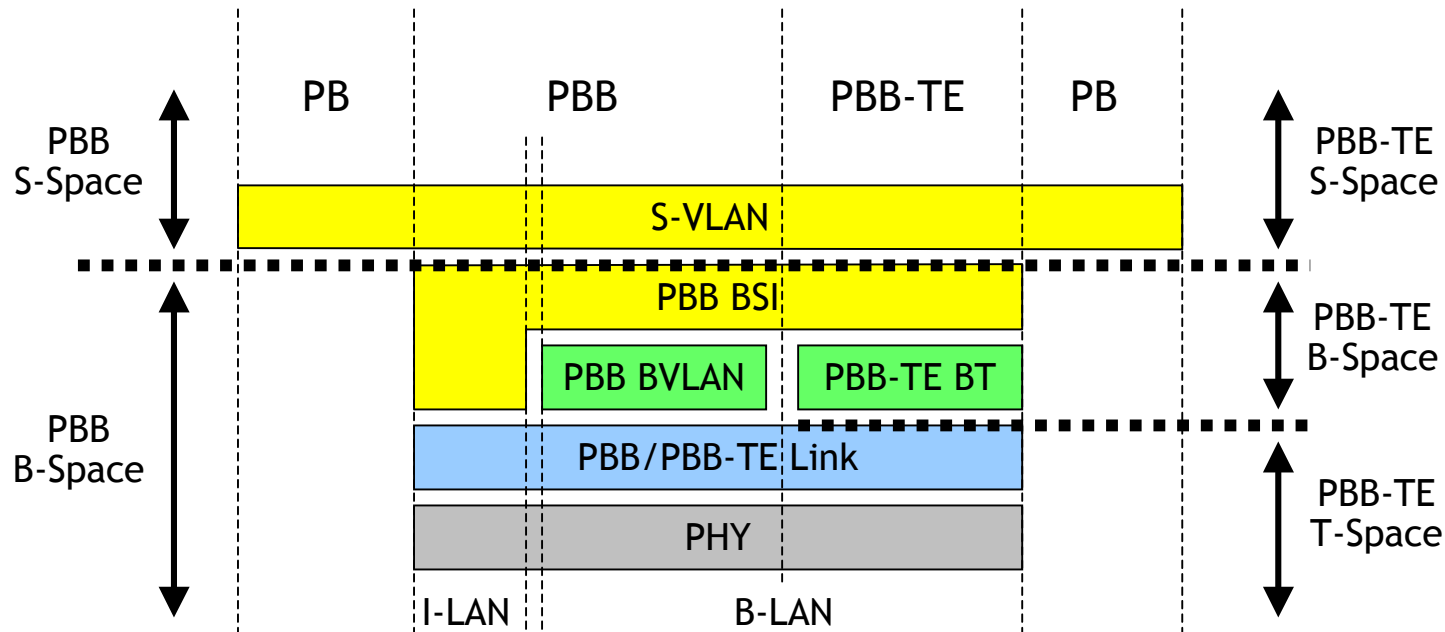 PB
PBB
PBB-TE
PB
PBB
S-Space
PBB-TE
S-Space
S-VLAN
PBB BSI
PBB-TE
B-Space
PBB BVLAN
PBB-TE BT
PBB
B-Space
PBB/PBB-TE Link
PBB-TE
T-Space
PHY
I-LAN
B-LAN